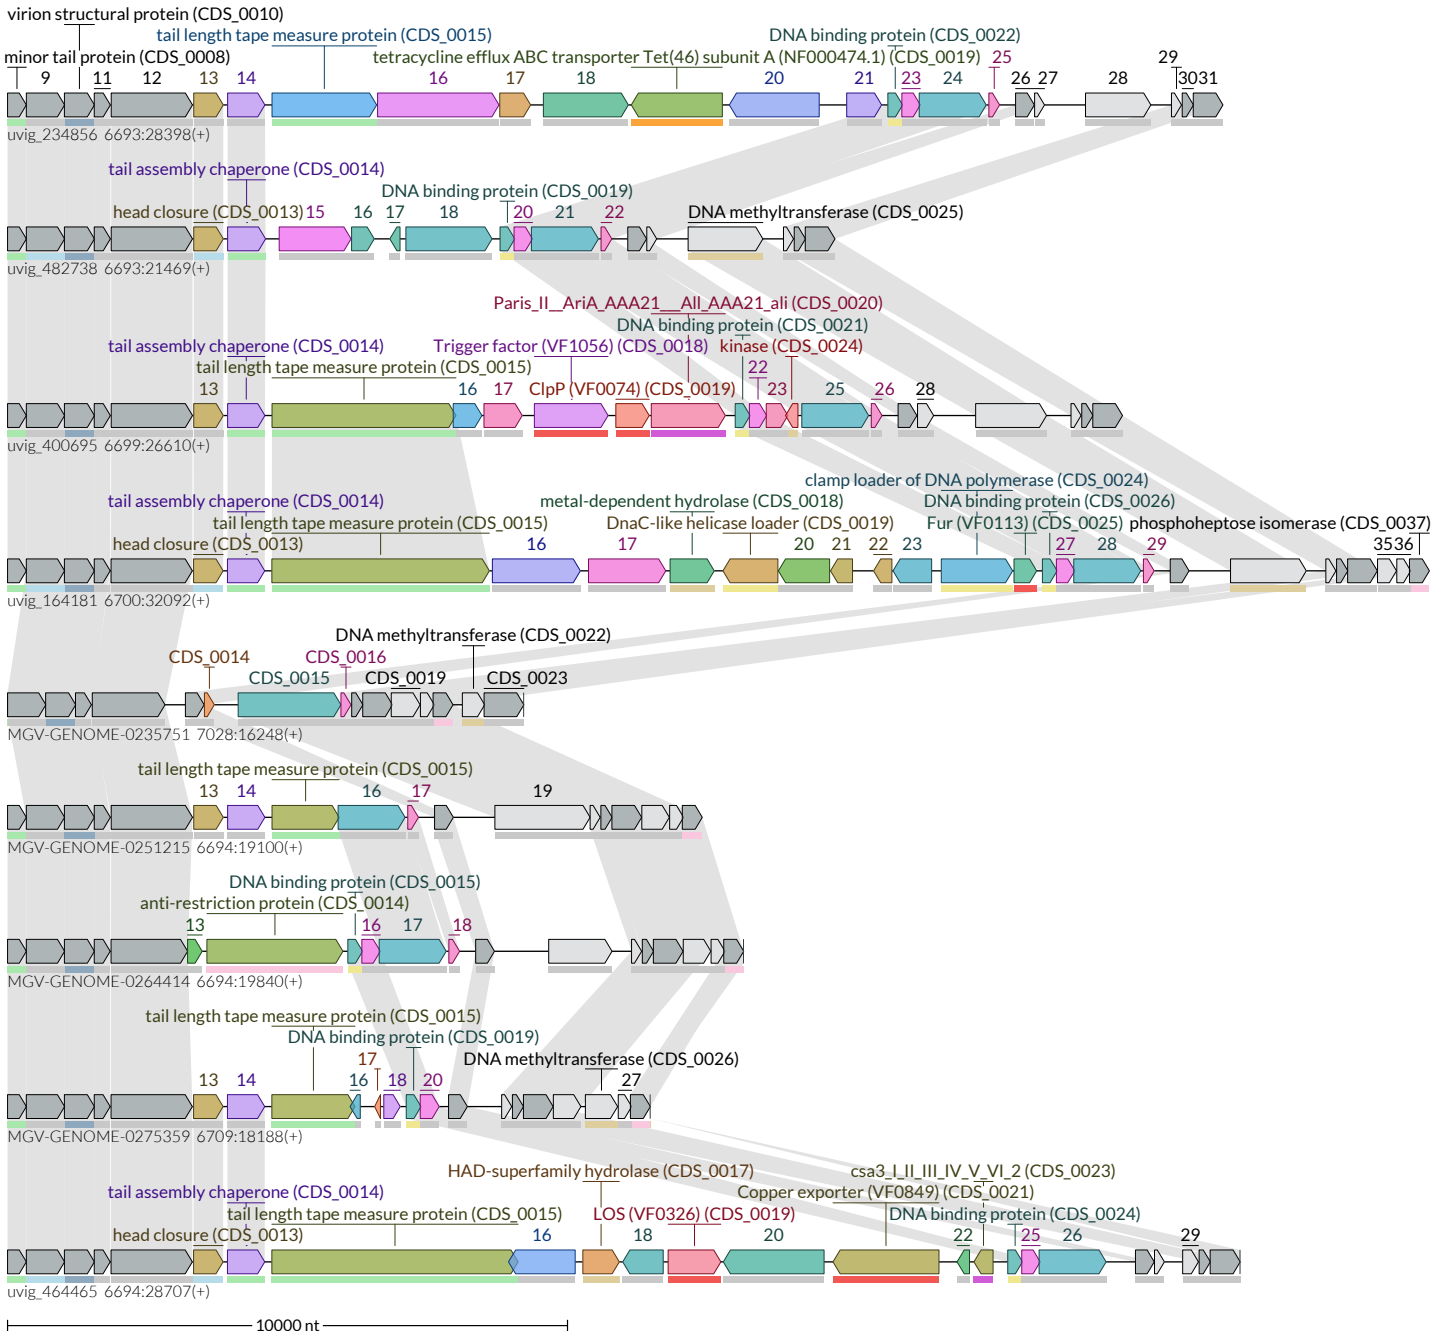 virion structural protein (CDS_0010)
tail length tape measure protein (CDS_0015) DNA binding protein (CDS_0022)
minor tail protein (CDS_0008) tetracycline efflux ABC transporter Tet(46) subunit A (NF000474.1) (CDS_0019) 29
9 11 12 13 14 16 17 18 20 21 23 24 25 26 27 28 30 31
uvig_234856 6693:28398(+)
tail assembly chaperone (CDS_0014)
DNA binding protein (CDS_0019)
head closure (CDS_0013) 15 16 17 18 20 21 22 DNA methyltransferase (CDS_0025)
uvig_482738 6693:21469(+)
Paris_II__AriA_AAA21___All_AAA21_ali (CDS_0020)
DNA binding protein (CDS_0021)
tail assembly chaperone (CDS_0014) Trigger factor (VF1056) (CDS_0018) kinase (CDS_0024)
tail length tape measure protein (CDS_0015) 22
13 16 17 ClpP (VF0074) (CDS_0019) 23 25 26 28
uvig_400695 6699:26610(+)
clamp loader of DNA polymerase (CDS_0024)
tail assembly chaperone (CDS_0014) metal-dependent hydrolase (CDS_0018) DNA binding protein (CDS_0026)
tail length tape measure protein (CDS_0015) DnaC-like helicase loader (CDS_0019) Fur (VF0113) (CDS_0025) phosphoheptose isomerase (CDS_0037)
head closure (CDS_0013) 16 17 20 21 22 23 27 28 29 35 36
uvig_164181 6700:32092(+)
DNA methyltransferase (CDS_0022)
CDS_0014 CDS_0016
CDS_0015 CDS_0019 CDS_0023
MGV-GENOME-0235751 7028:16248(+)
tail length tape measure protein (CDS_0015)
13 14 16 17 19
MGV-GENOME-0251215 6694:19100(+)
DNA binding protein (CDS_0015)
anti-restriction protein (CDS_0014)
13 16 17 18
MGV-GENOME-0264414 6694:19840(+)
tail length tape measure protein (CDS_0015)
DNA binding protein (CDS_0019)
17 DNA methyltransferase (CDS_0026)
13 14 16 18 20 27
MGV-GENOME-0275359 6709:18188(+)
HAD-superfamily hydrolase (CDS_0017) csa3_I_II_III_IV_V_VI_2 (CDS_0023)
tail assembly chaperone (CDS_0014) Copper exporter (VF0849) (CDS_0021)
tail length tape measure protein (CDS_0015) LOS (VF0326) (CDS_0019) DNA binding protein (CDS_0024)
head closure (CDS_0013) 16 18 20 22 25 26 29
uvig_464465 6694:28707(+)
10000 nt